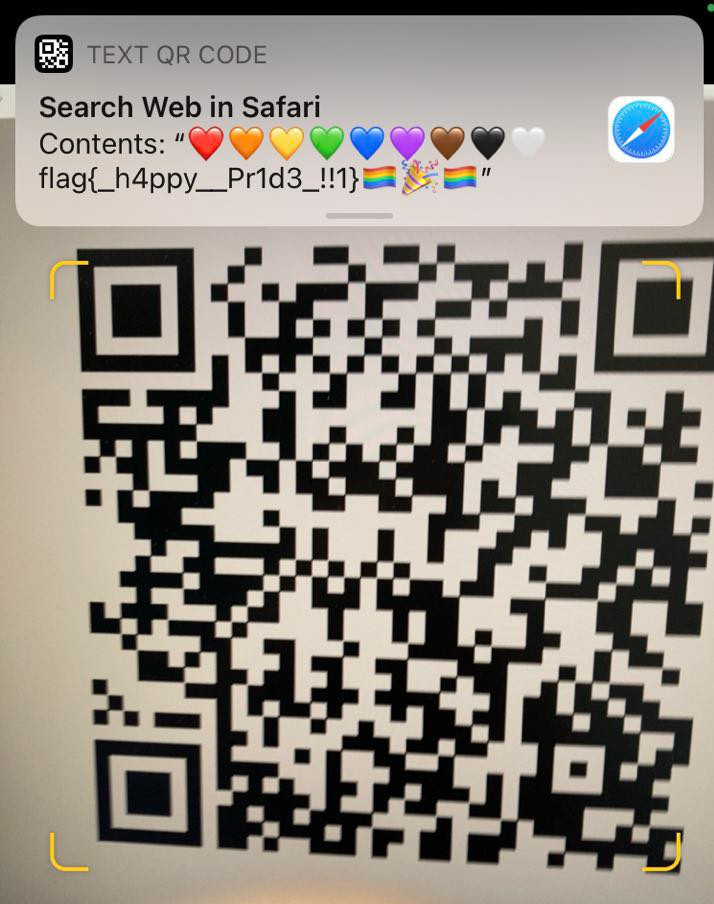 TEXT QR CODE
Search Web in Safari
Contents: “❤️🧡💛💚💙💜🤎🖤🤍
flag{_h4ppy__Pr1d3_!!1}🏳️‍🌈🎉🏳️‍🌈”